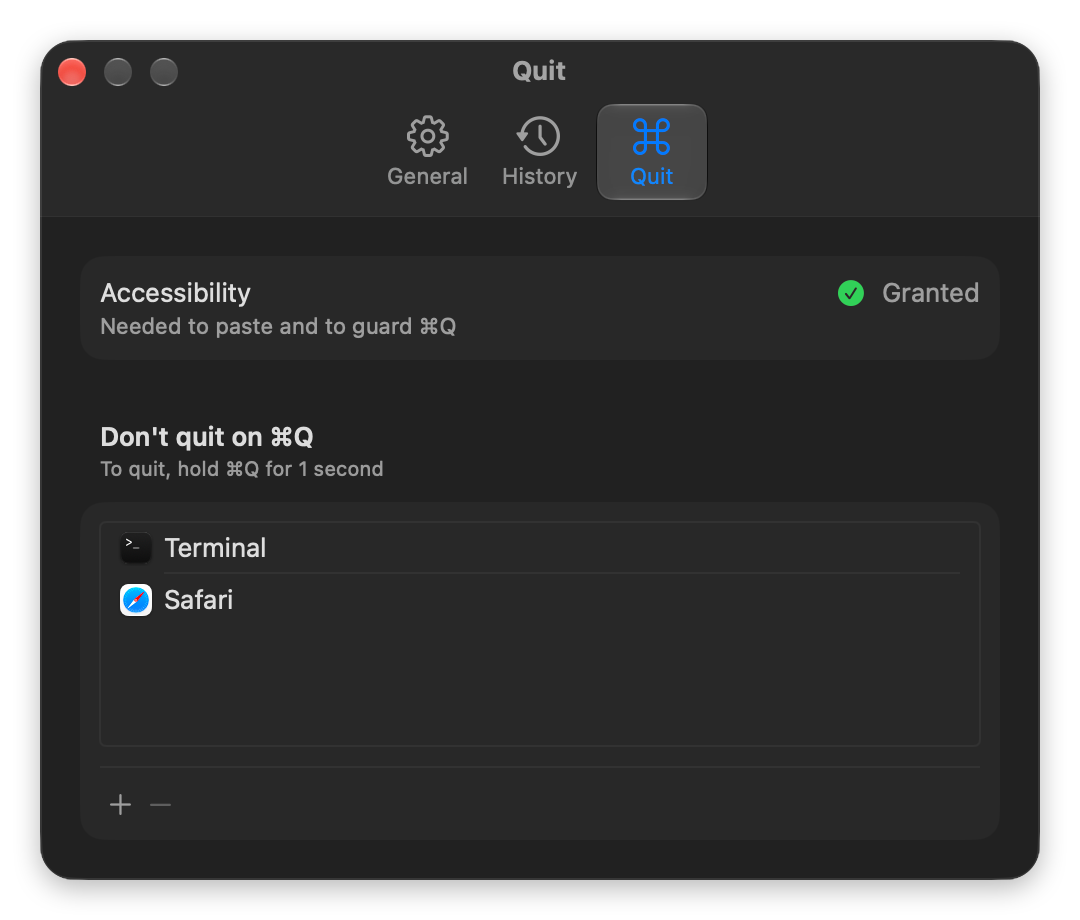 Quit
General
History
Quit
Accessibility
Granted
Needed to paste and to guard ⌘Q
Don't quit on ⌘Q
To quit, hold ⌘Q for 1 second
Terminal
Safari